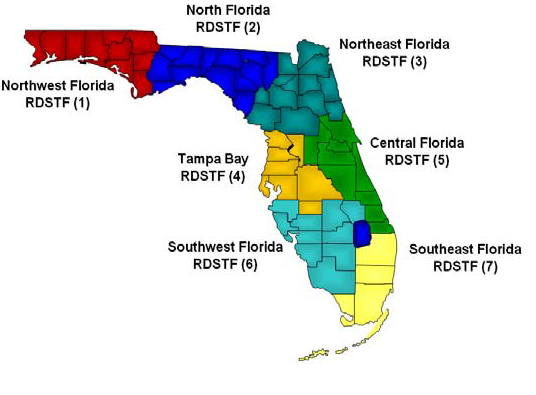 North Florida
RDSTF (2)
Northeast Florida
RDSTF (3)
Northwest Florida
RDSTF (1)
Central Florida
RDSTF (5)
Tampa Bay
RDSTF (4)
Southwest Florida
RDSTF (6)
Southeast Florida
RDSTF (7)